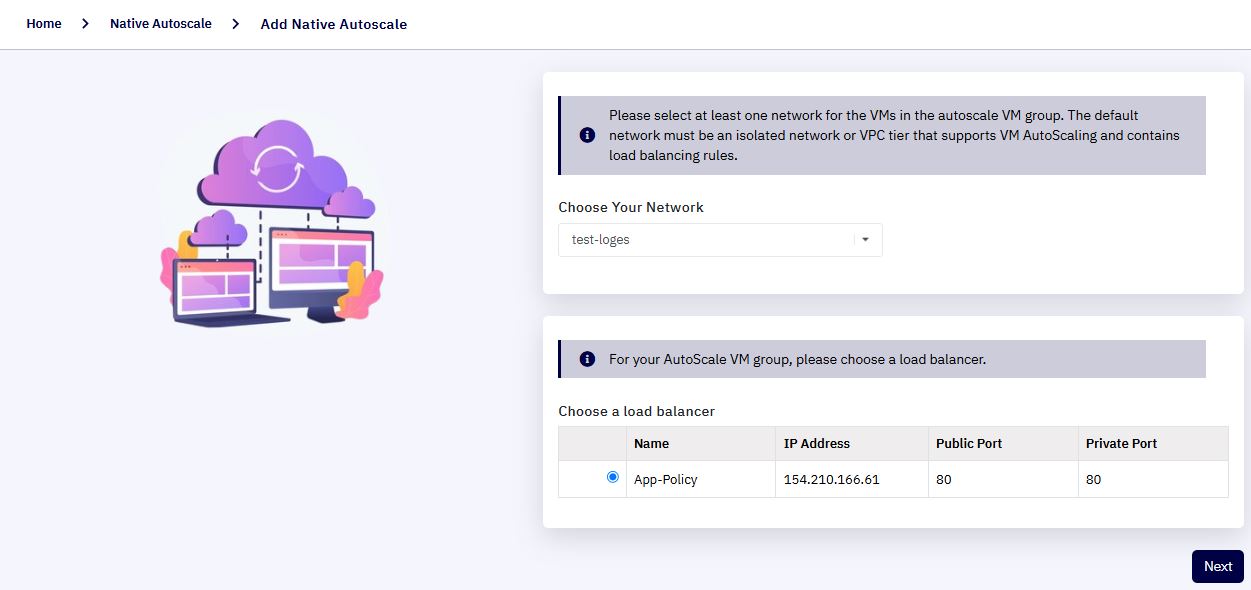 Home > Native Autoscale > Add Native Autoscale
Please select at least one network for the VMs in the autoscale VM group. The default
network must be an isolated network or VPC tier that supports VM AutoScaling and contains
load balancing rules.
Choose Your Network
test-loges
For your AutoScale VM group, please choose a load balancer.
Choose a load balancer
Name IP Address Public Port Private Port
App-Policy 154.210.166.61 80 80
Next